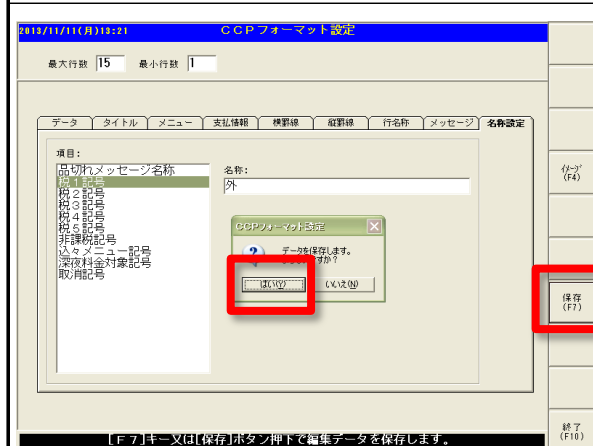 2013/11/11(月)13:21 CCPフォーマット設定
最大行数 15 最小行数 1
データ タイトル メニュー 支払情報 横罫線 縦罫線 行名称 メッセージ 名称設定
項目:
品切れメッセージ名称
税1記号
税2記号
税3記号
税4記号
税5記号
非課税記号
込々メニュー記号
深夜料金対象記号
取消記号
名称:
外
CCPフォーマット設定
データを保存します。
すか?
はい(Y) いいえ(N)
イメージ
(F4)
保存
(F7)
終了
(F10)
[F7]キー又は[保存]ボタン押下で編集データを保存します。